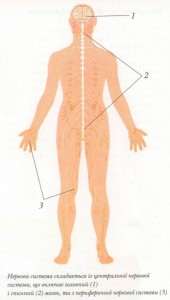 1
2
3
Нервова система складається із центральної нервової
системи, що включає головний (1)
і спинний (2) мозок, та з периферичної нервової системи (3)